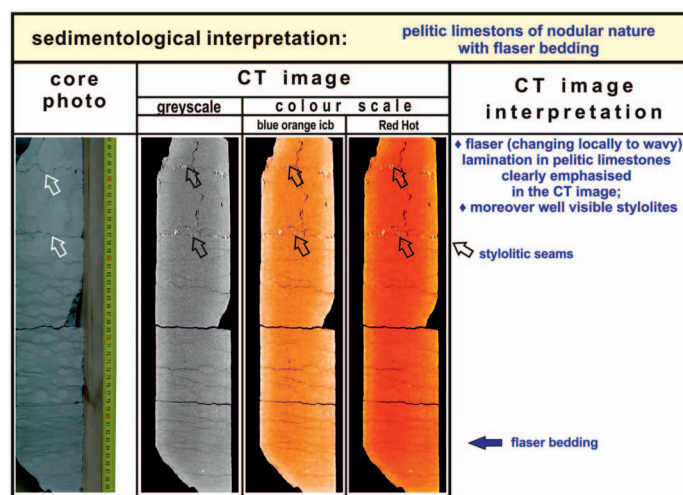 sedimentological interpretation:
pelitic limestons of nodular nature
with flaser bedding
core
photo
CT image
greyscale
colour scale
blue orange icb
Red Hot
CT image
interpretation
♦ flaser (changing locally to wavy)
lamination in pelitic limestones
clearly emphasised
in the CT image;
♦ moreover well visible stylolites
stylolitic seams
flaser bedding